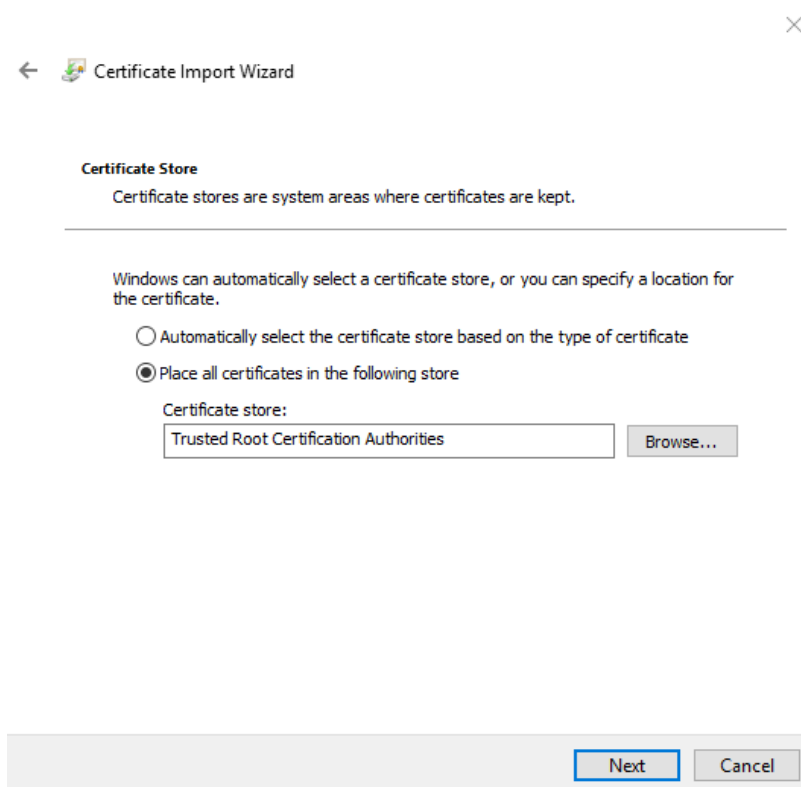 Certificate Import Wizard
Certificate Store
Certificate stores are system areas where certificates are kept.
Windows can automatically select a certificate store, or you can specify a location for
the certificate.
Automatically select the certificate store based on the type of certificate
Place all certificates in the following store
Certificate store:
Trusted Root Certification Authorities
Browse...
Next
Cancel